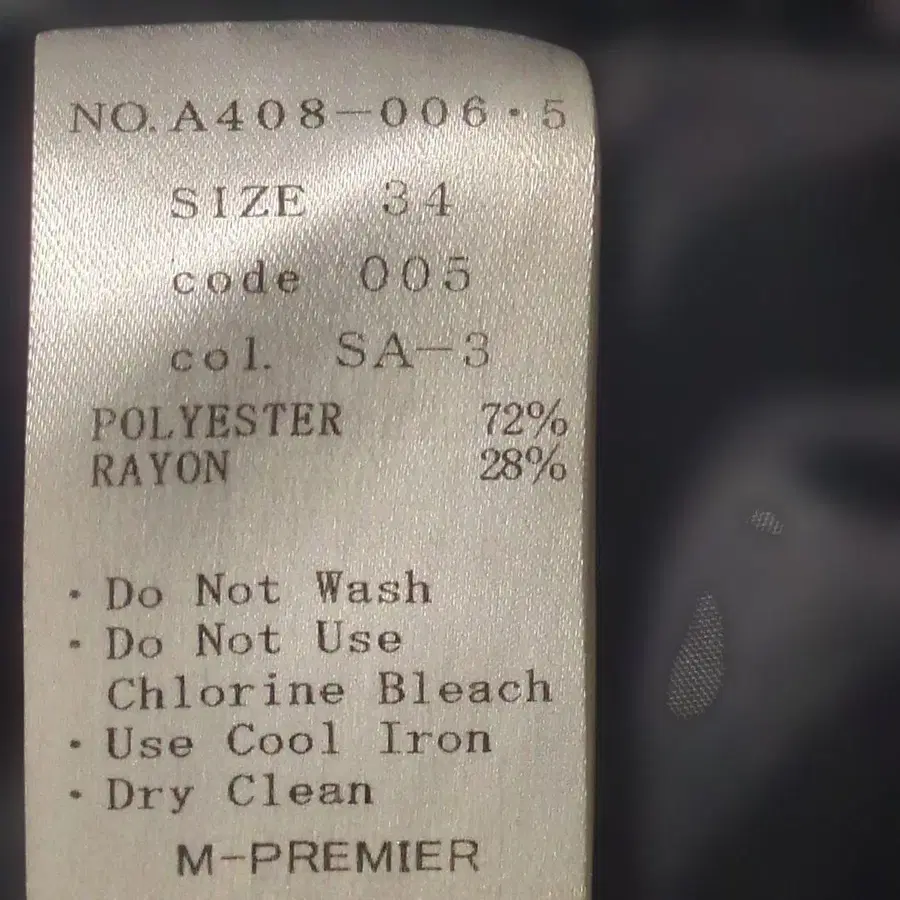 NO. A408-006・5
SIZE 34
code 005
col. SA-3
POLYESTER 72%
RAYON 28%
・Do Not Wash
・Do Not Use
Chlorine Bleach
・Use Cool Iron
・Dry Clean
M-PREMIER